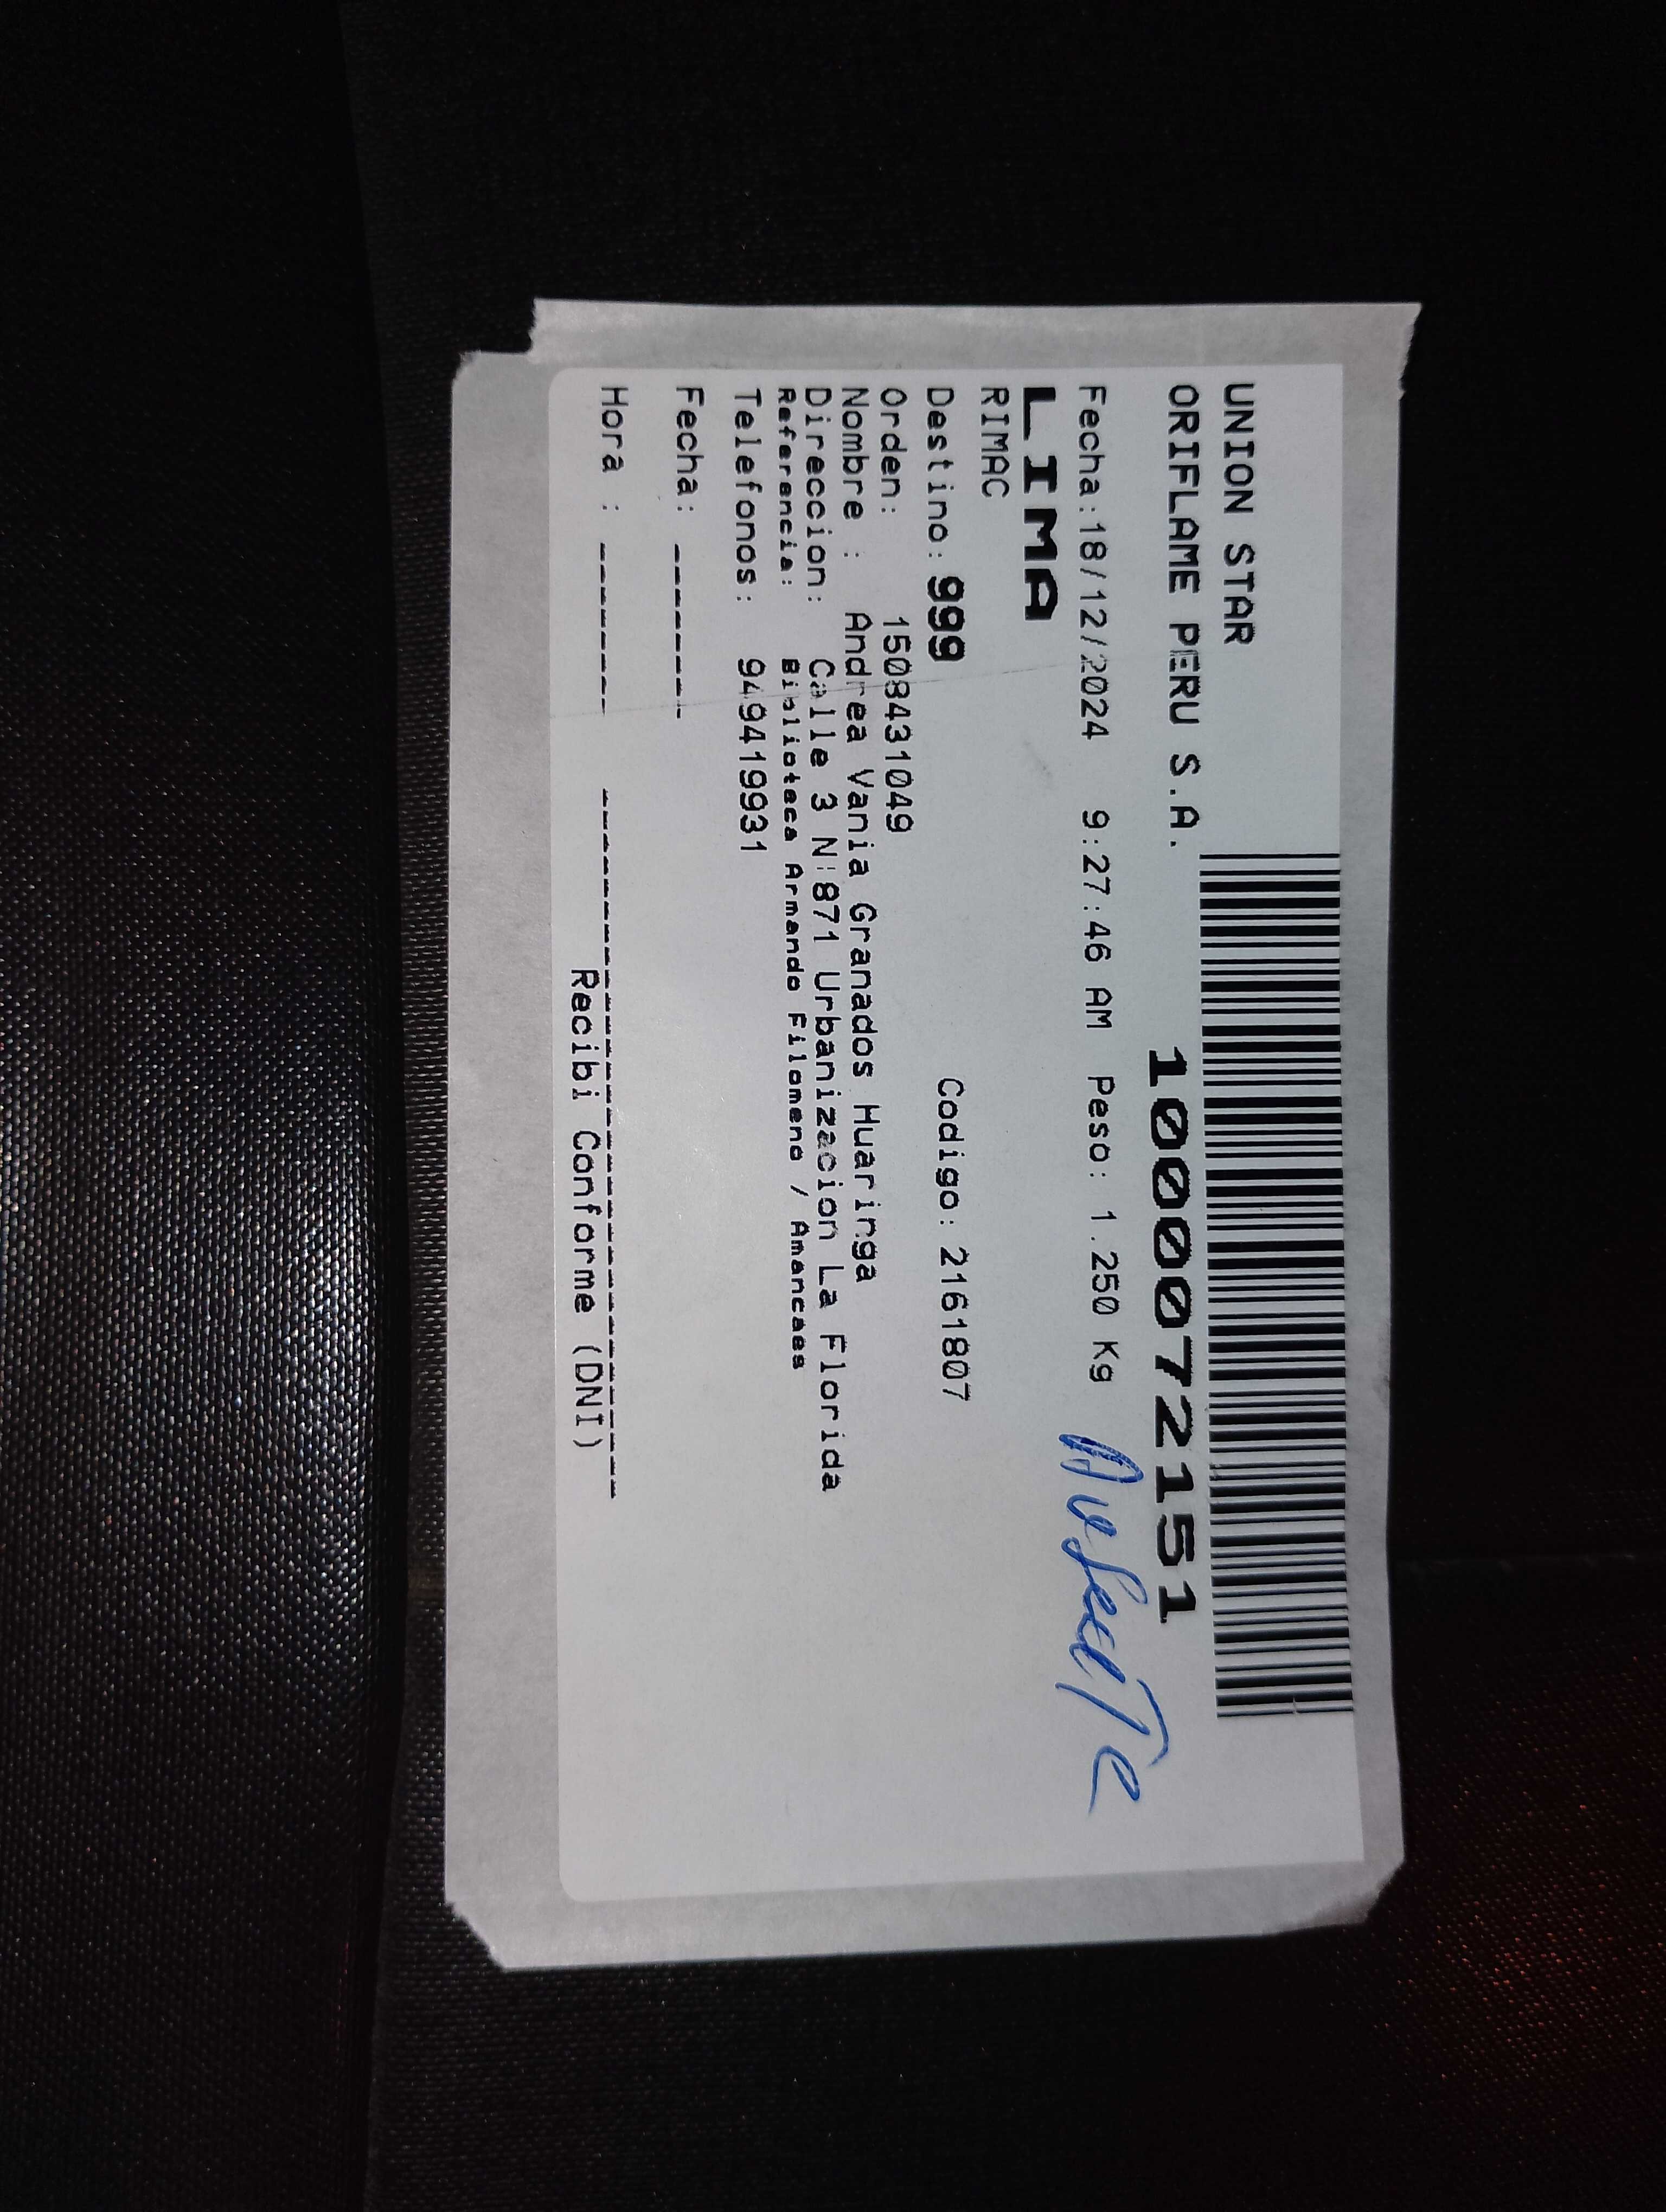 UNION STAR
ORIFLAME PERU S.A.
1000072151
Fecha:18/12/2024 9:27:46 AM Peso: 1.250 Kg
Ausente
LIMA
RIMAC
Destino: 999 Codigo: 2161807
Orden: 1508431049
Nombre : Andrea Vania Granados Huaringa
Direccion: Calle 3 N°871 Urbanizacion La Florida
Referencia: Biblioteca Armando Filomeno / Amancaes
Telefonos: 949419931
Fecha: ------
Hora : ------ ------------------------
Recibi Conforme (DNI)